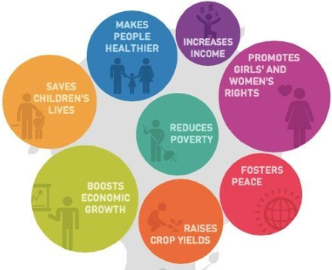 MAKES
PEOPLE
HEALTHIER
INCREASES
INCOME
PROMOTES
GIRLS' AND
WOMEN'S
RIGHTS
SAVES
CHILDREN'S
LIVES
REDUCES
POVERTY
FOSTERS
PEACE
BOOSTS
ECONOMIC
GROWTH
RAISES
CROP YIELDS